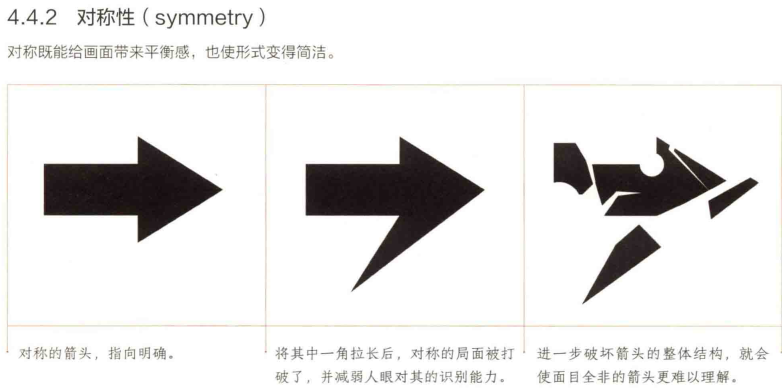 4.4.2 对称性（symmetry）
对称既能给画面带来平衡感，也使形式变得简洁。
对称的箭头，指向明确。
将其中一角拉长后，对称的局面被打
破了，并减弱人眼对其的识别能力。
进一步破坏箭头的整体结构，就会
使面目全非的箭头更难以理解。